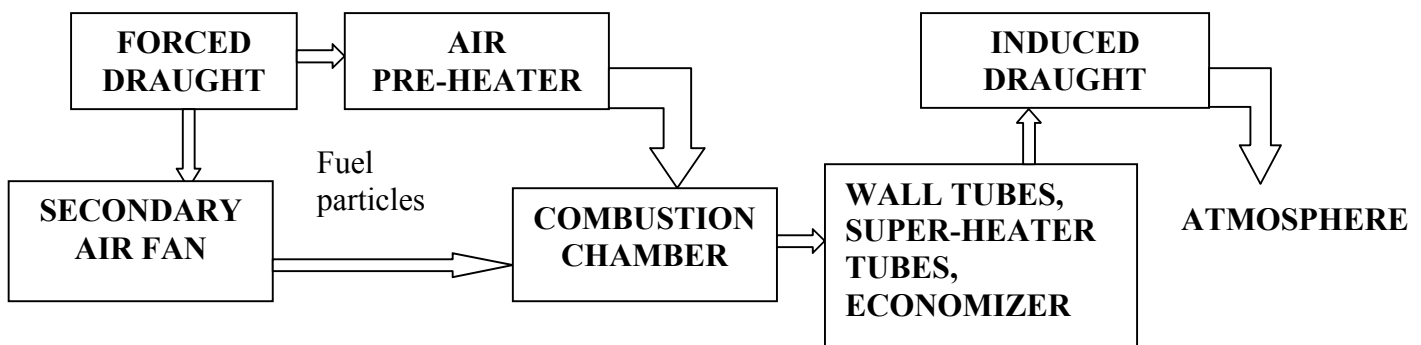 FORCED
DRAUGHT
AIR
PRE-HEATER
INDUCED
DRAUGHT
Fuel
particles
SECONDARY
AIR FAN
COMBUSTION
CHAMBER
WALL TUBES,
SUPER-HEATER
TUBES,
ECONOMIZER
ATMOSPHERE